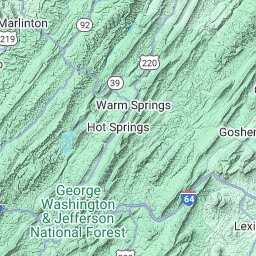 Marlinton
92
219
39
220
Warm Springs
Hot Springs
Goshen
George
Washington
& Jefferson
National Forest
64
Lexi